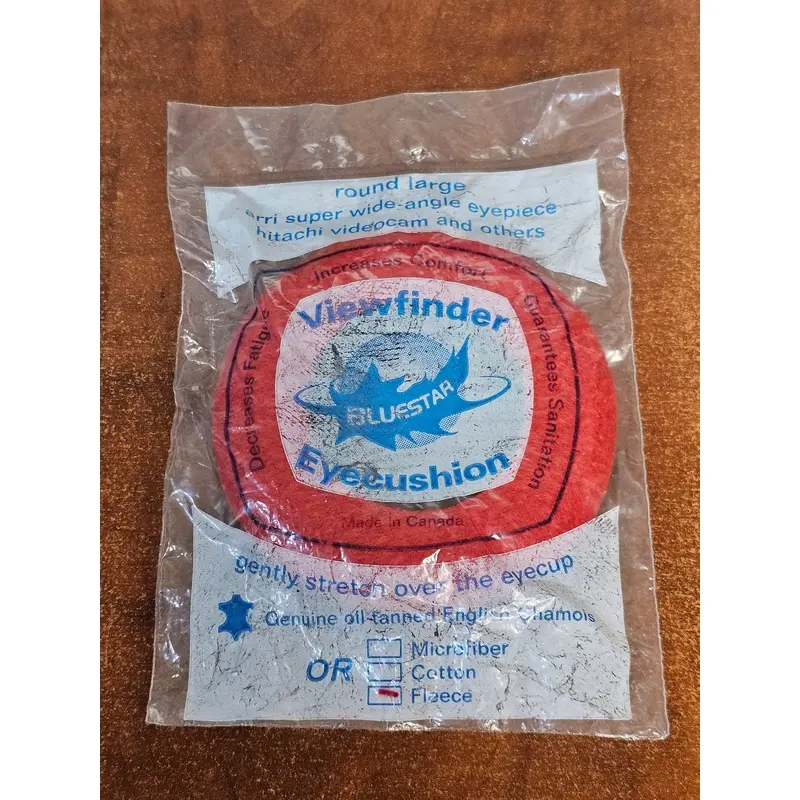 round large
arri super wide-angle eyepiece
hitachi videocam and others
Increases Comfort
Decreases Fatigue
Guarantees Sanitation
Viewfinder
BLUESTAR
Eyecushion
Made in Canada
gently stretch over the eyecup
Genuine oil-tanned English Chamois
OR
Microfiber
Cotton
Fleece